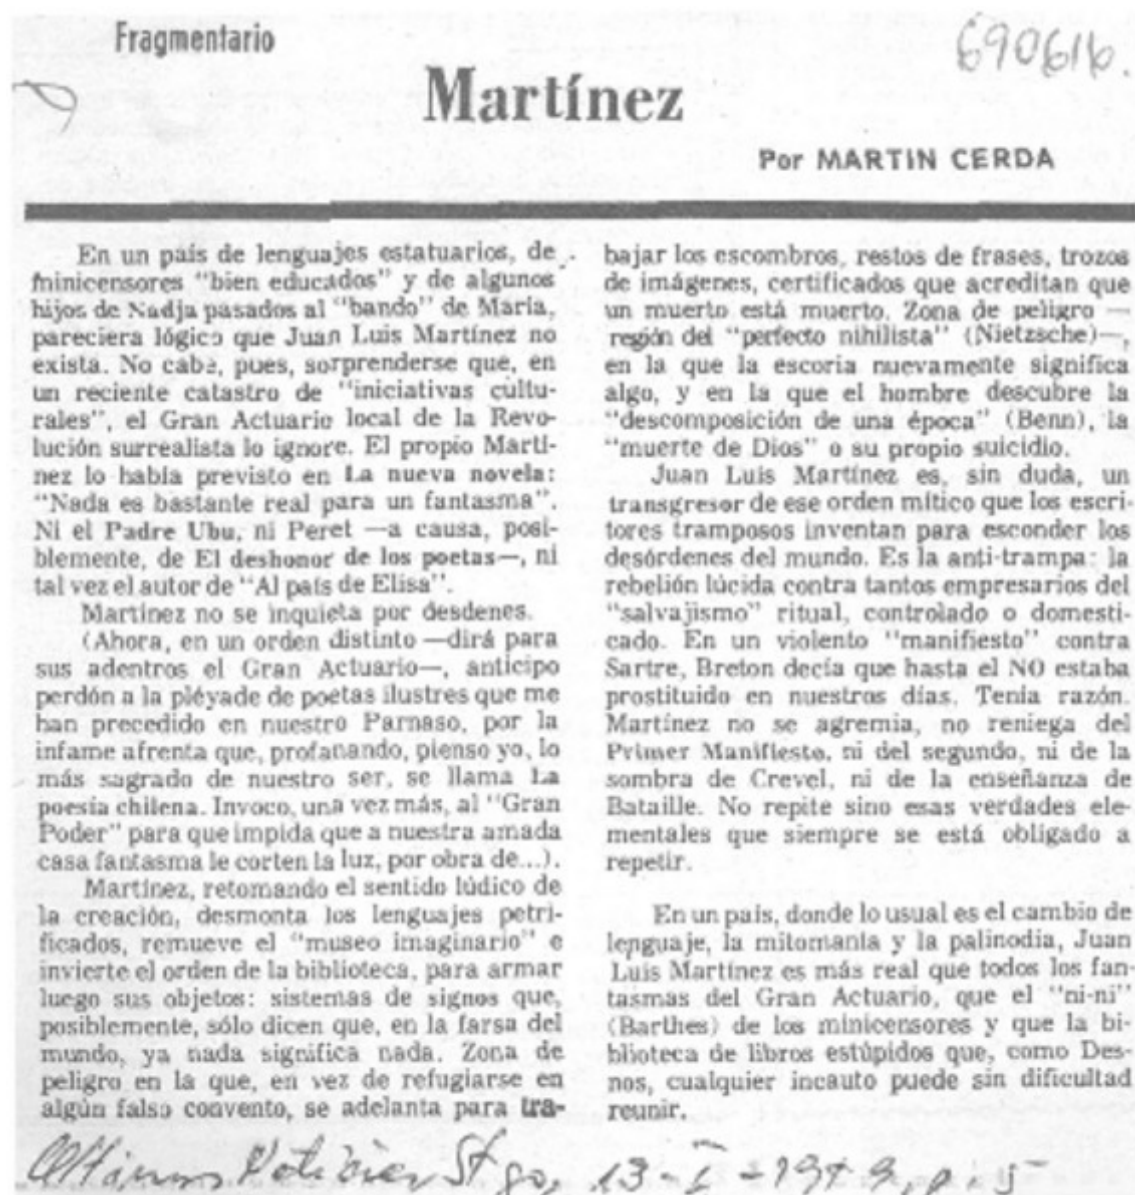 Fragmentario
690616.
Martínez
Por MARTIN CERDA
En un país de lenguajes estatuarios, de
minicensores "bien educados" y de algunos
hijos de Nadja pasados al "bando" de María,
pareciera lógico que Juan Luis Martínez no
exista. No cabe, pues, sorprenderse que, en
un reciente catastro de "iniciativas cultu-
rales", el Gran Actuario local de la Revo-
lución surrealista lo ignore. El propio Martí-
nez lo había previsto en La nueva novela:
"Nada es bastante real para un fantasma".
Ni el Padre Ubu, ni Peret —a causa, posi-
blemente, de El deshonor de los poetas—, ni
tal vez el autor de "Al país de Elisa".
Martínez no se inquieta por desdenes.
(Ahora, en un orden distinto —dirá para
sus adentros el Gran Actuario—, anticipo
perdón a la pléyade de poetas ilustres que me
han precedido en nuestro Parnaso, por la
infame afrenta que, profanando, pienso yo, lo
más sagrado de nuestro ser, se llama La
poesía chilena. Invoco, una vez más, al "Gran
Poder" para que impida que a nuestra amada
casa fantasma le corten la luz, por obra de...).
Martínez, retomando el sentido lúdico de
la creación, desmonta los lenguajes petri-
ficados, remueve el "museo imaginario" e
invierte el orden de la biblioteca, para armar
luego sus objetos: sistemas de signos que,
posiblemente, sólo dicen que, en la farsa del
mundo, ya nada significa nada. Zona de
peligro en la que, en vez de refugiarse en
algún falso convento, se adelanta para tra-
bajar los escombros, restos de frases, trozos
de imágenes, certificados que acreditan que
un muerto está muerto. Zona de peligro —
región del "perfecto nihilista" (Nietzsche)—,
en la que la escoria nuevamente significa
algo, y en la que el hombre descubre la
"descomposición de una época" (Benn), la
"muerte de Dios" o su propio suicidio.
Juan Luis Martínez es, sin duda, un
transgresor de ese orden mítico que los escri-
tores tramposos inventan para esconder los
desórdenes del mundo. Es la anti-trampa: la
rebelión lúcida contra tantos empresarios del
"salvajismo" ritual, controlado o domesti-
cado. En un violento "manifiesto" contra
Sartre, Breton decía que hasta el NO estaba
prostituido en nuestros días. Tenía razón.
Martínez no se agremia, no reniega del
Primer Manifiesto, ni del segundo, ni de la
sombra de Crevel, ni de la enseñanza de
Bataille. No repite sino esas verdades ele-
mentales que siempre se está obligado a
repetir.
En un país, donde lo usual es el cambio de
lenguaje, la mitomanía y la palinodia, Juan
Luis Martínez es más real que todos los fan-
tasmas del Gran Actuario, que el "ni-ni"
(Barthes) de los minicensores y que la bi-
blioteca de libros estúpidos que, como Des-
nos, cualquier incauto puede sin dificultad
reunir.
Ultimas Noticias, Stgo, 13-I-1979, p. 5